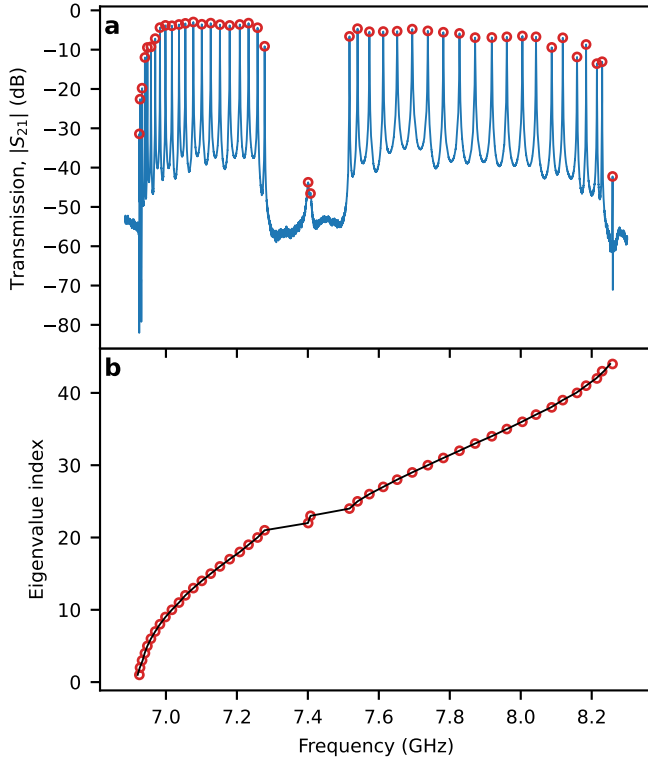 a
0
−10
−20
−30
−40
−50
−60
−70
−80
Transmission, |S21| (dB)
b
40
30
20
10
0
Eigenvalue index
7.0 7.2 7.4 7.6 7.8 8.0 8.2
Frequency (GHz)